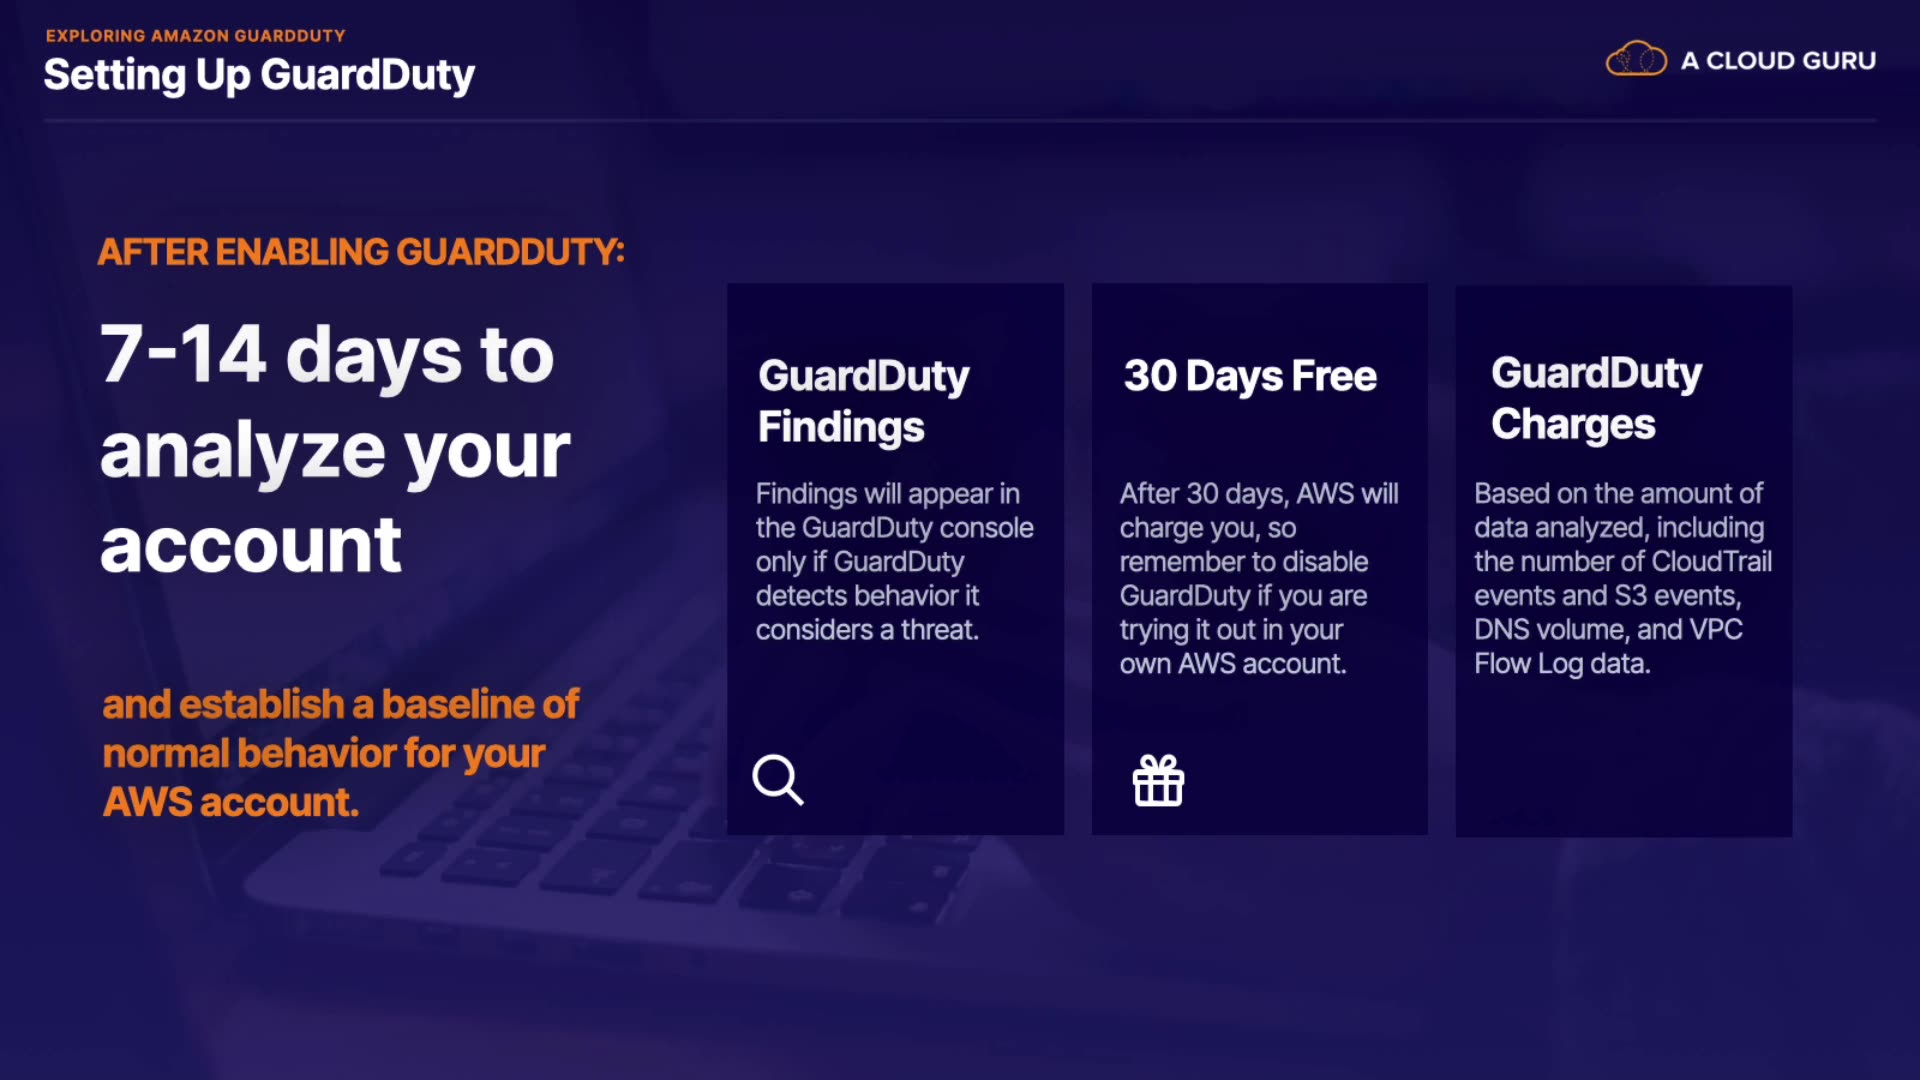 EXPLORING AMAZON GUARDDUTY
Setting Up GuardDuty
A CLOUD GURU
AFTER ENABLING GUARDDUTY:
7-14 days to
analyze your
account
and establish a baseline of
normal behavior for your
AWS account.
GuardDuty
Findings
Findings will appear in
the GuardDuty console
only if GuardDuty
detects behavior it
considers a threat.
30 Days Free
After 30 days, AWS will
charge you, so
remember to disable
GuardDuty if you are
trying it out in your
own AWS account.
GuardDuty
Charges
Based on the amount of
data analyzed, including
the number of CloudTrail
events and S3 events,
DNS volume, and VPC
Flow Log data.